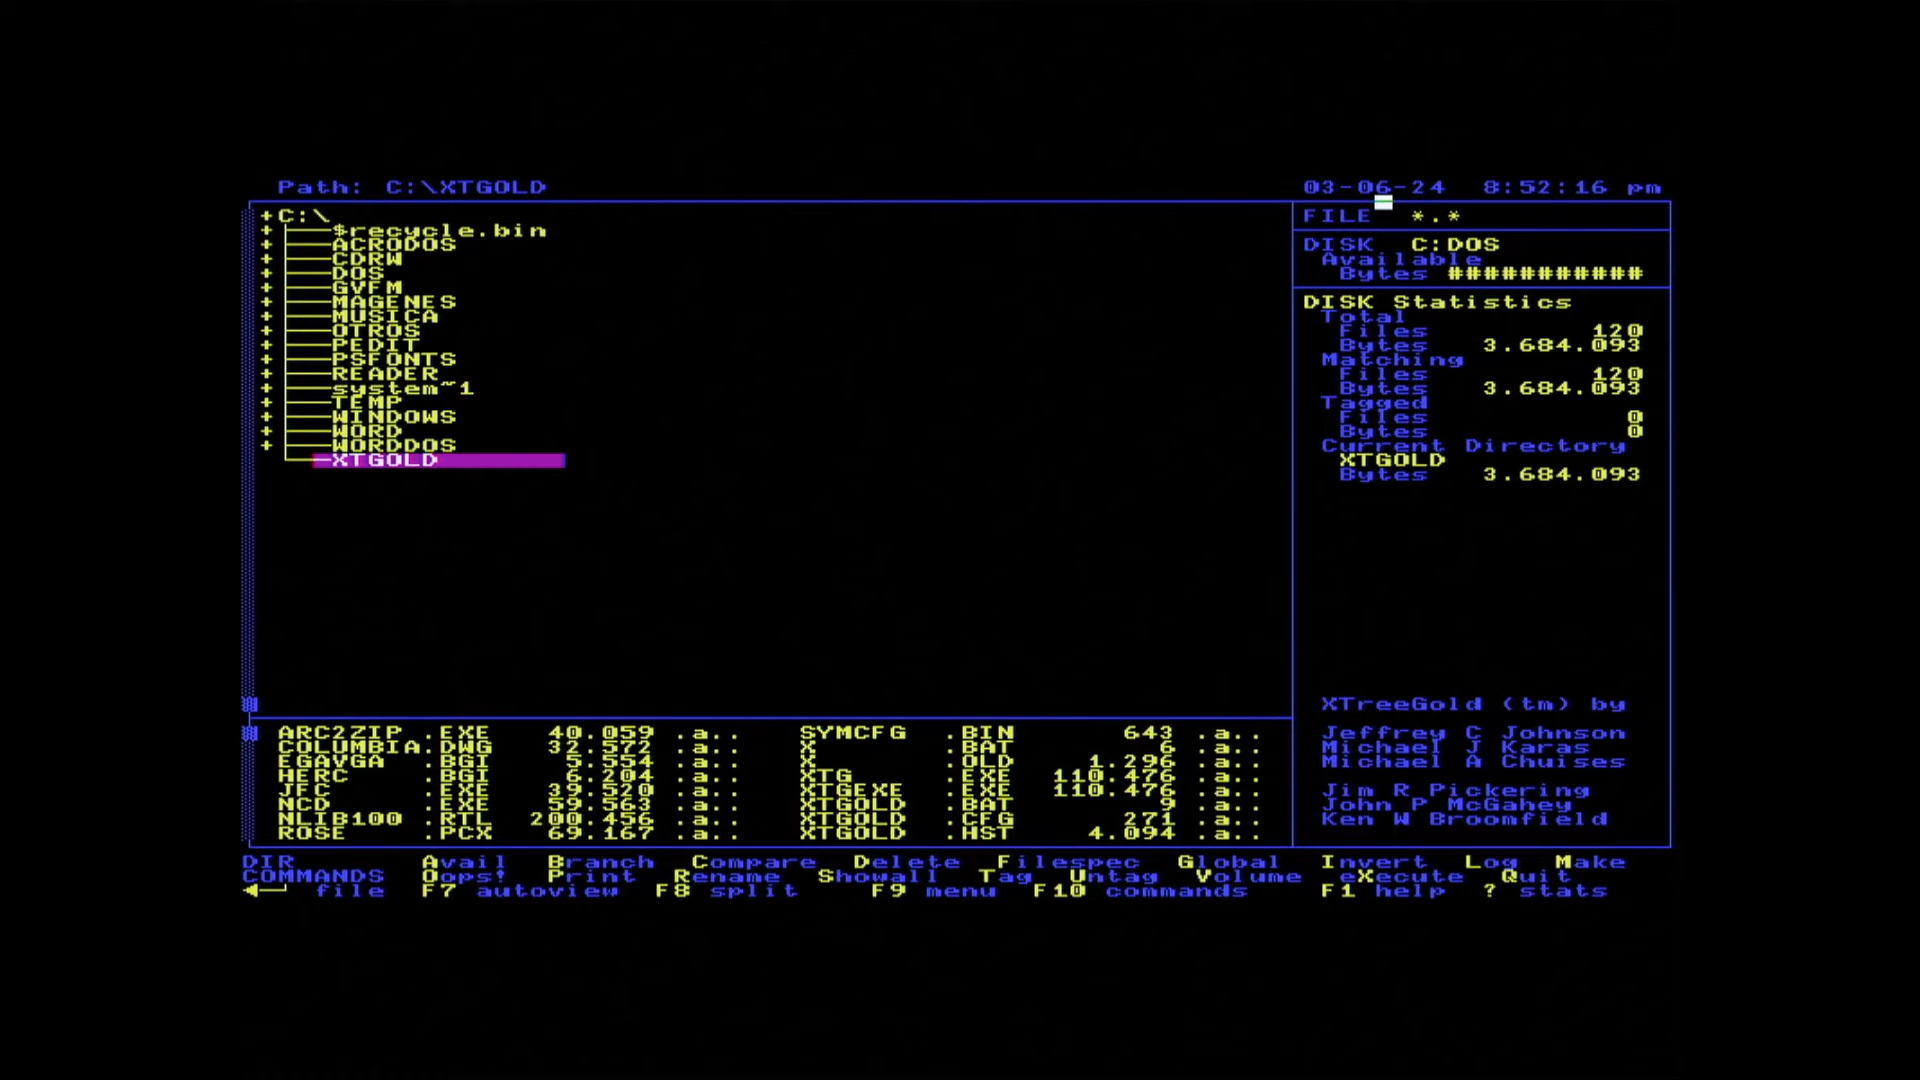 Path: C:\XTGOLD 03-06-24 8:52:16 pm
+C:\
+ $recycle.bin
+ ACRODOS
+ CDRW
+ DOS
+ GVFM
+ MAGENES
+ MUSICA
+ OTROS
+ PEDIT
+ PSFONTS
+ READER
+ system~1
+ TEMP
+ WINDOWS
+ WORD
+ WORDDOS
XTGOLD
FILE *.*
DISK C:DOS
Available
Bytes ###########
DISK Statistics
Total
Files 120
Bytes 3.684.093
Matching
Files 120
Bytes 3.684.093
Tagged
Files 0
Bytes 0
Current Directory
XTGOLD
Bytes 3.684.093
XTreeGold (tm) by
Jeffrey C Johnson
Michael J Karas
Michael A Chuises
Jim R Pickering
John P McGahey
Ken W Broomfield
ARC2ZIP .EXE 40.059 .a.. SYMCFG .BIN 643 .a..
COLUMBIA.DWG 32.572 .a.. X .BAT 6 .a..
EGAVGA .BGI 5.554 .a.. X .OLD 1.296 .a..
HERC .BGI 6.204 .a.. XTG .EXE 110.476 .a..
JFC .EXE 39.520 .a.. XTGEXE .EXE 110.476 .a..
NCD .EXE 59.563 .a.. XTGOLD .BAT 9 .a..
NLIB100 .RTL 200.456 .a.. XTGOLD .CFG 271 .a..
ROSE .PCX 69.167 .a.. XTGOLD .HST 4.094 .a..
DIR Avail Branch Compare Delete Filespec Global Invert Log Make
COMMANDS Oops! Print Rename Showall Tag Untag Volume eXecute Quit
◄─┘ file F7 autoview F8 split F9 menu F10 commands F1 help ? stats